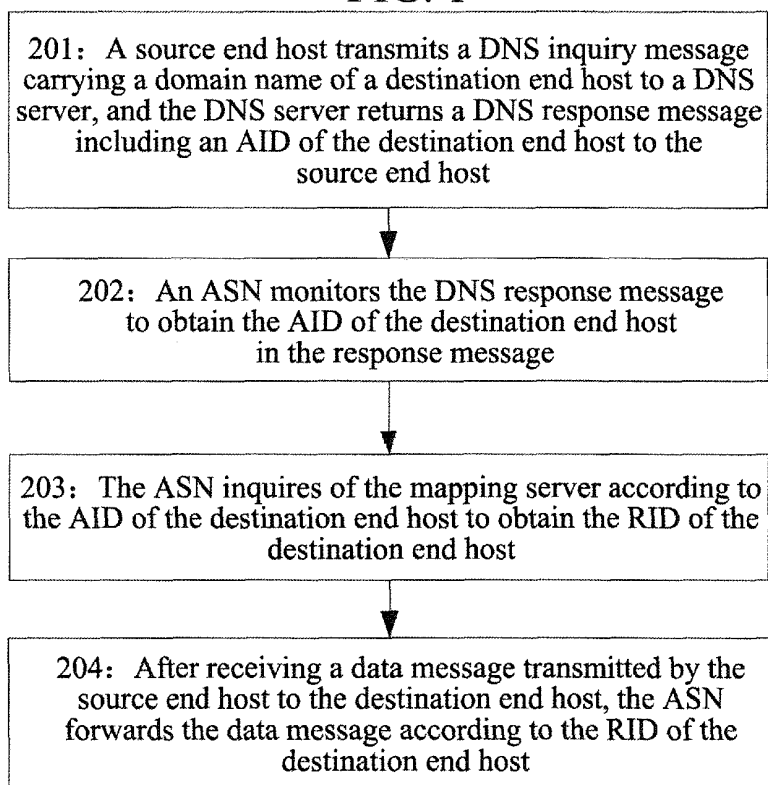 201: A source end host transmits a DNS inquiry message
carrying a domain name of a destination end host to a DNS
server, and the DNS server returns a DNS response message
including an AID of the destination end host to the
source end host
202: An ASN monitors the DNS response message
to obtain the AID of the destination end host
in the response message
203: The ASN inquires of the mapping server according to
the AID of the destination end host to obtain the RID of the
destination end host
204: After receiving a data message transmitted by the
source end host to the destination end host, the ASN
forwards the data message according to the RID of the
destination end host